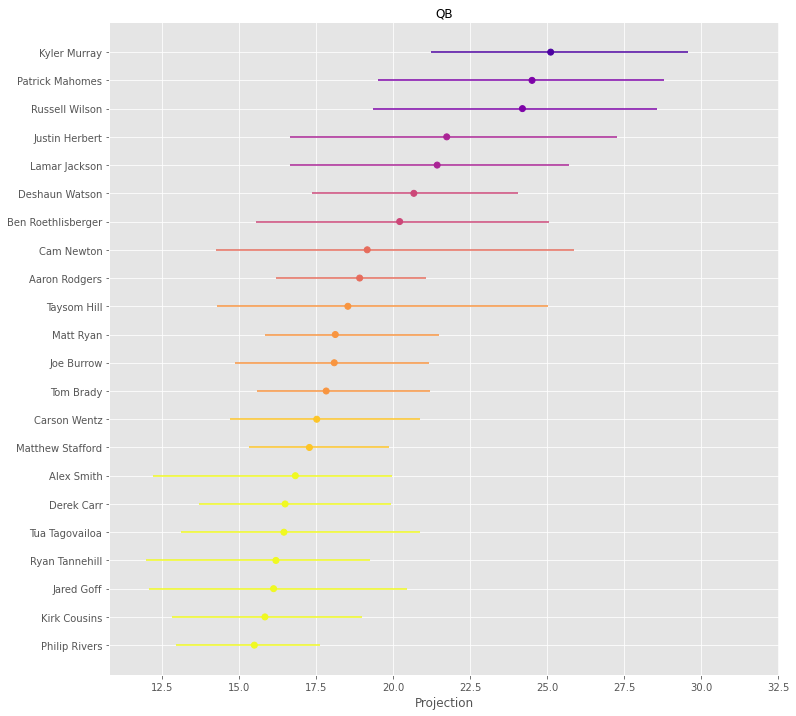 QB
Kyler Murray
Patrick Mahomes
Russell Wilson
Justin Herbert
Lamar Jackson
Deshaun Watson
Ben Roethlisberger
Cam Newton
Aaron Rodgers
Taysom Hill
Matt Ryan
Joe Burrow
Tom Brady
Carson Wentz
Matthew Stafford
Alex Smith
Derek Carr
Tua Tagovailoa
Ryan Tannehill
Jared Goff
Kirk Cousins
Philip Rivers
12.5 15.0 17.5 20.0 22.5 25.0 27.5 30.0 32.5
Projection